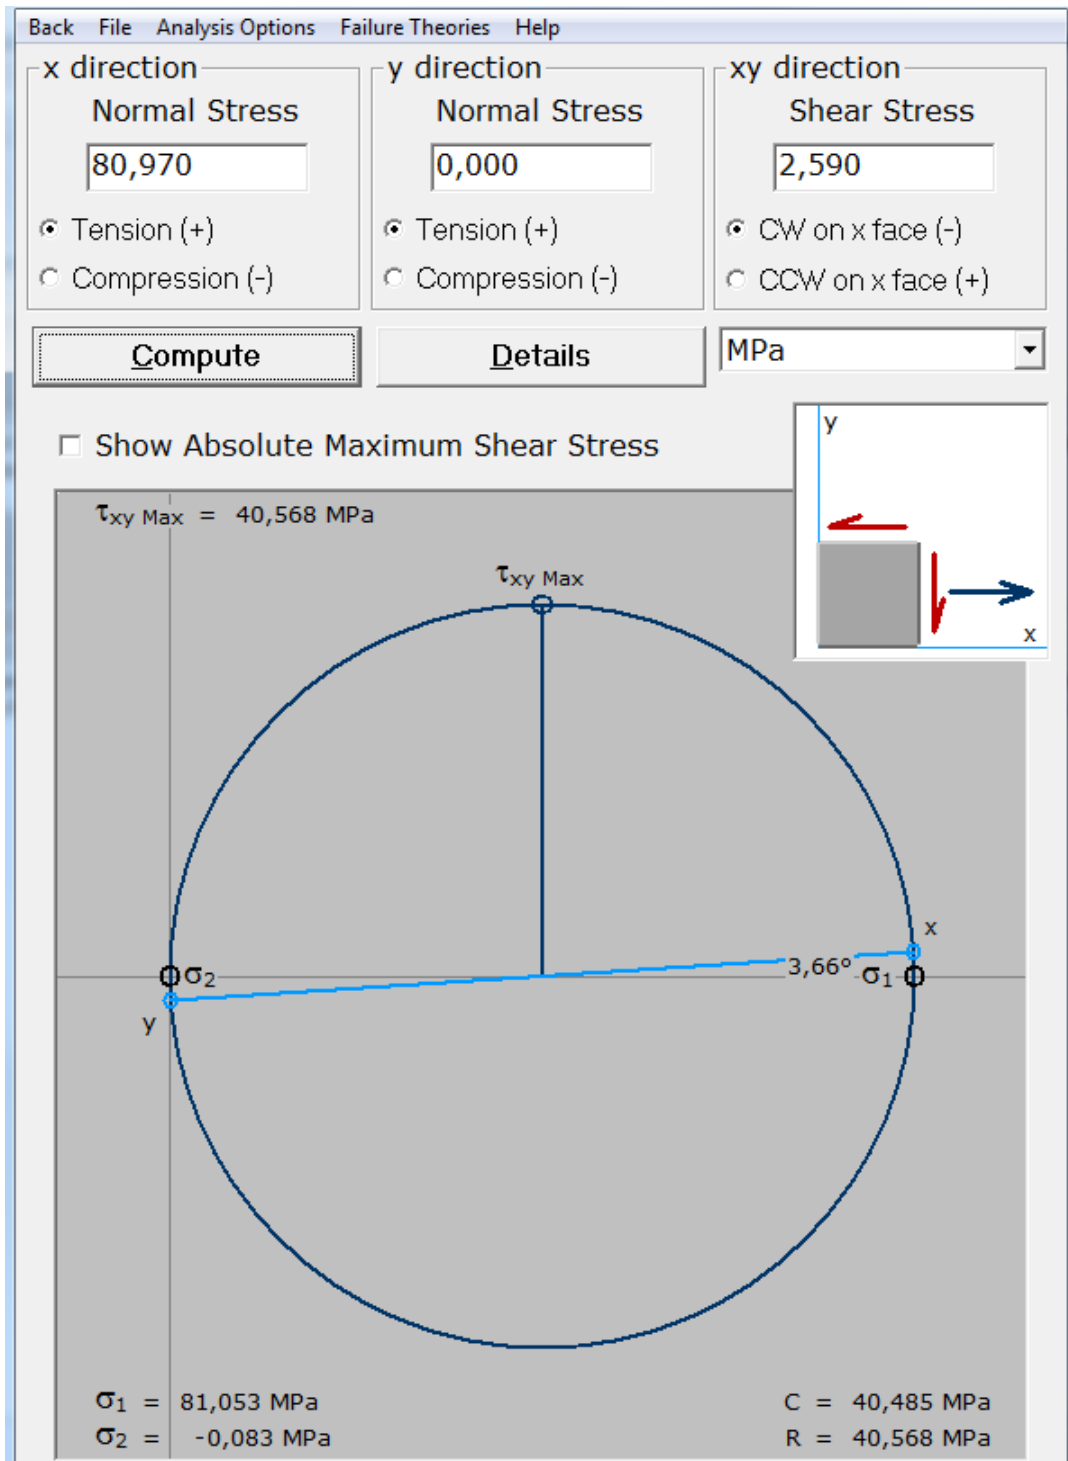 Back File Analysis Options Failure Theories Help
x direction
Normal Stress
80,970
Tension (+)
Compression (-)
y direction
Normal Stress
0,000
Tension (+)
Compression (-)
xy direction
Shear Stress
2,590
CW on x face (-)
CCW on x face (+)
Compute
Details
MPa
Show Absolute Maximum Shear Stress
y
x
τxy Max = 40,568 MPa
τxy Max
x
3,66°
σ1
σ2
y
σ1 = 81,053 MPa
σ2 = -0,083 MPa
C = 40,485 MPa
R = 40,568 MPa